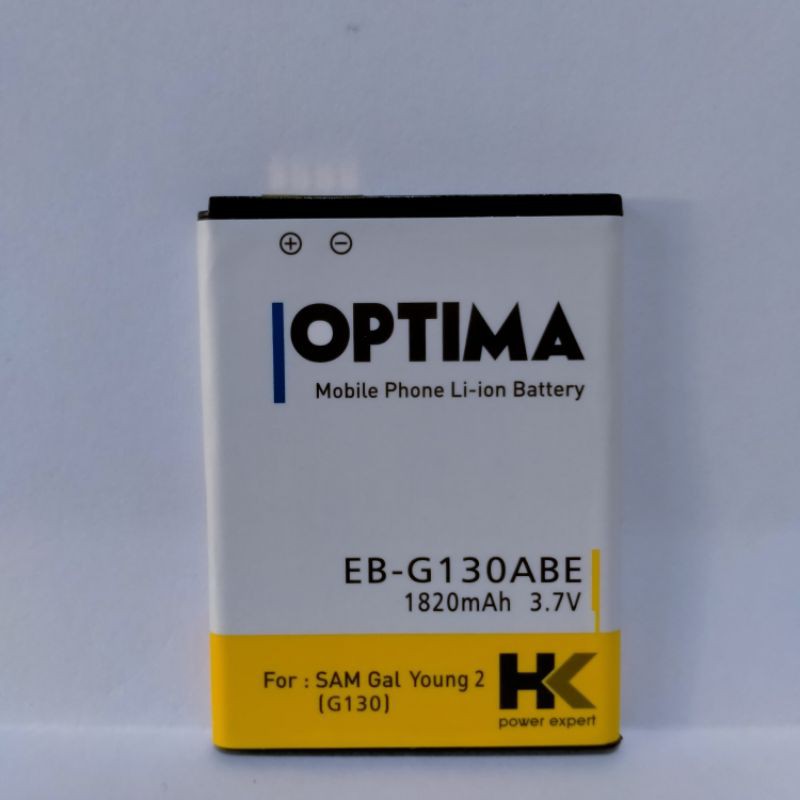 + −
OPTIMA
Mobile Phone Li-ion Battery
EB-G130ABE
1820mAh 3.7V
For : SAM Gal Young 2
(G130)
HK
power expert